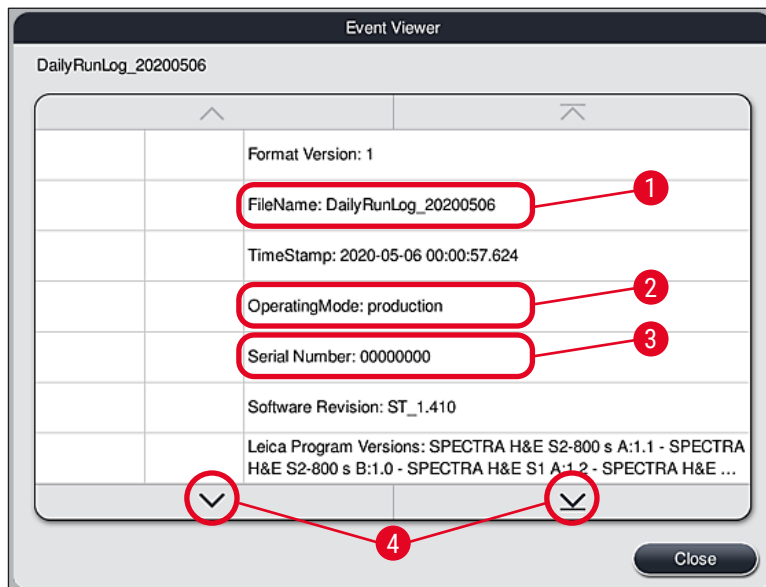 Event Viewer
DailyRunLog_20200506
Format Version: 1
FileName: DailyRunLog_20200506
1
TimeStamp: 2020-05-06 00:00:57.624
OperatingMode: production
2
Serial Number: 00000000
3
Software Revision: ST_1.410
Leica Program Versions: SPECTRA H&E S2-800 s A:1.1 - SPECTRA
H&E S2-800 s B:1.0 - SPECTRA H&E S1 A:1.2 - SPECTRA H&E ...
4
Close